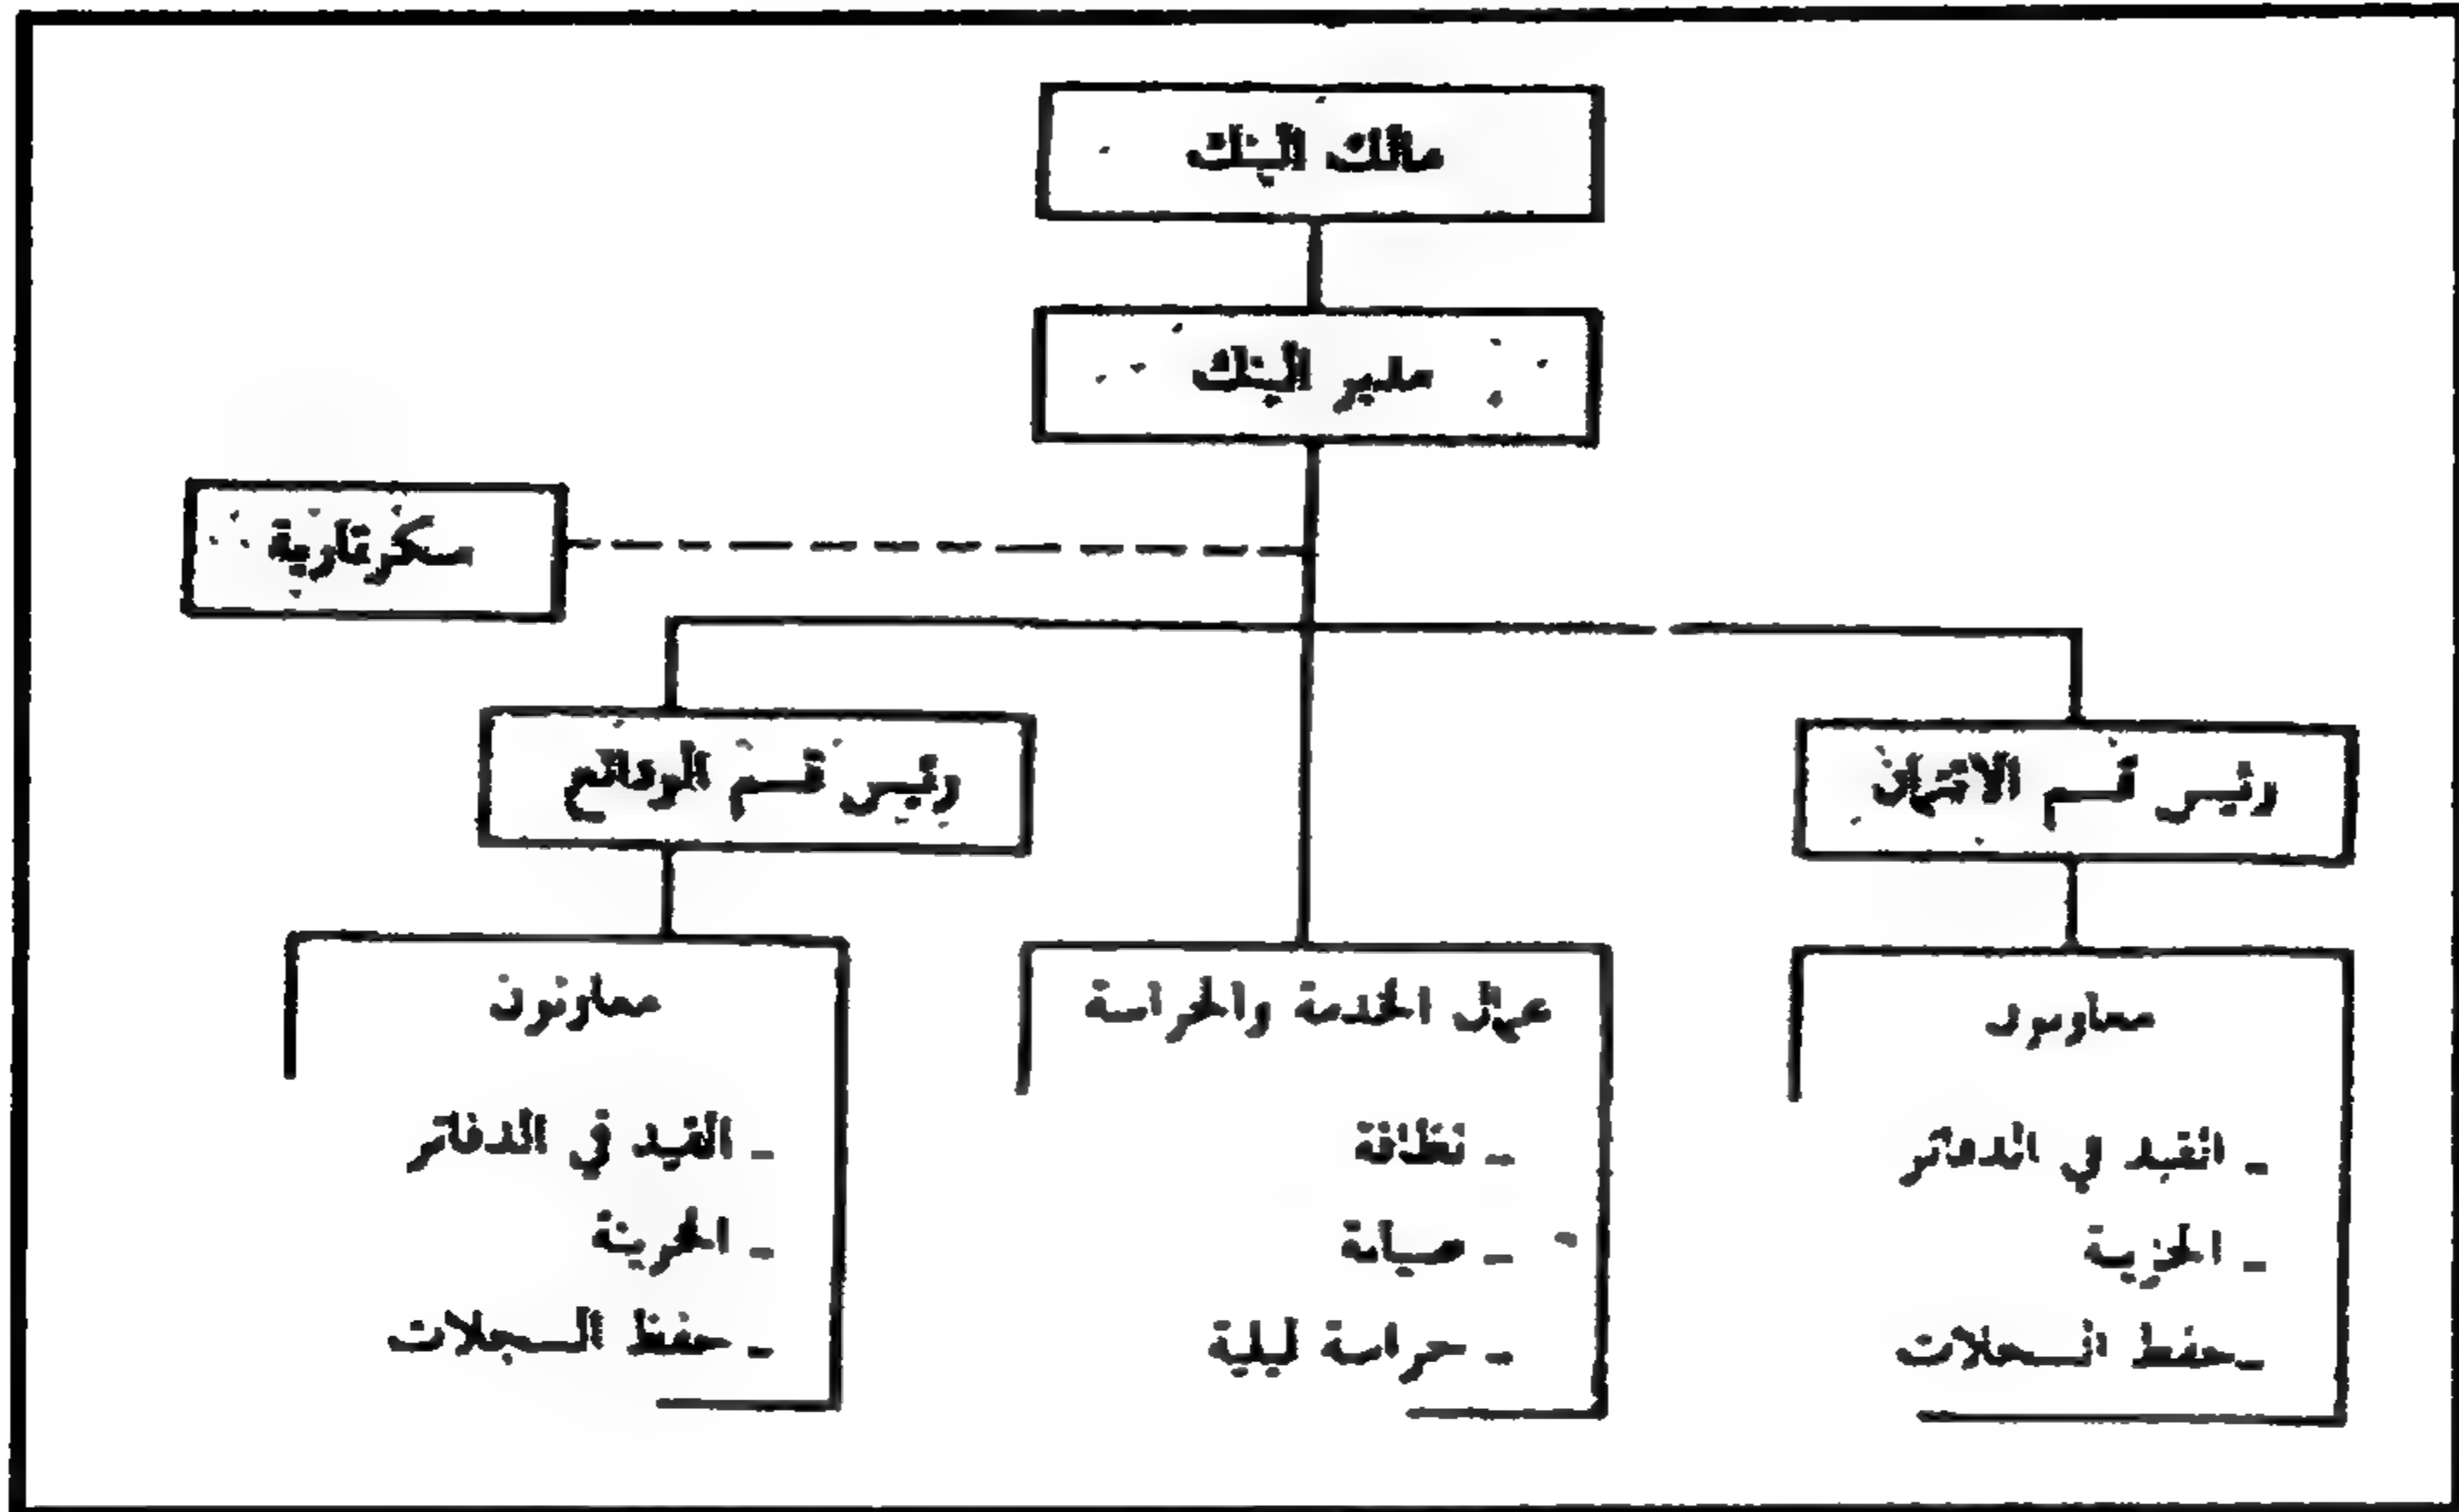 مالك البنك
مدير البنك
سكرتارية
رئيس قسم الائتمان
رئيس قسم الودائع
معاونون
- القيد في الدفاتر
- الخزينة
- حفظ السجلات
عمال الخدمة والحراسة
- نظافة
- صيانة
- حراسة ليلية
معاونون
- القيد في الدفاتر
- الخزينة
- حفظ السجلات